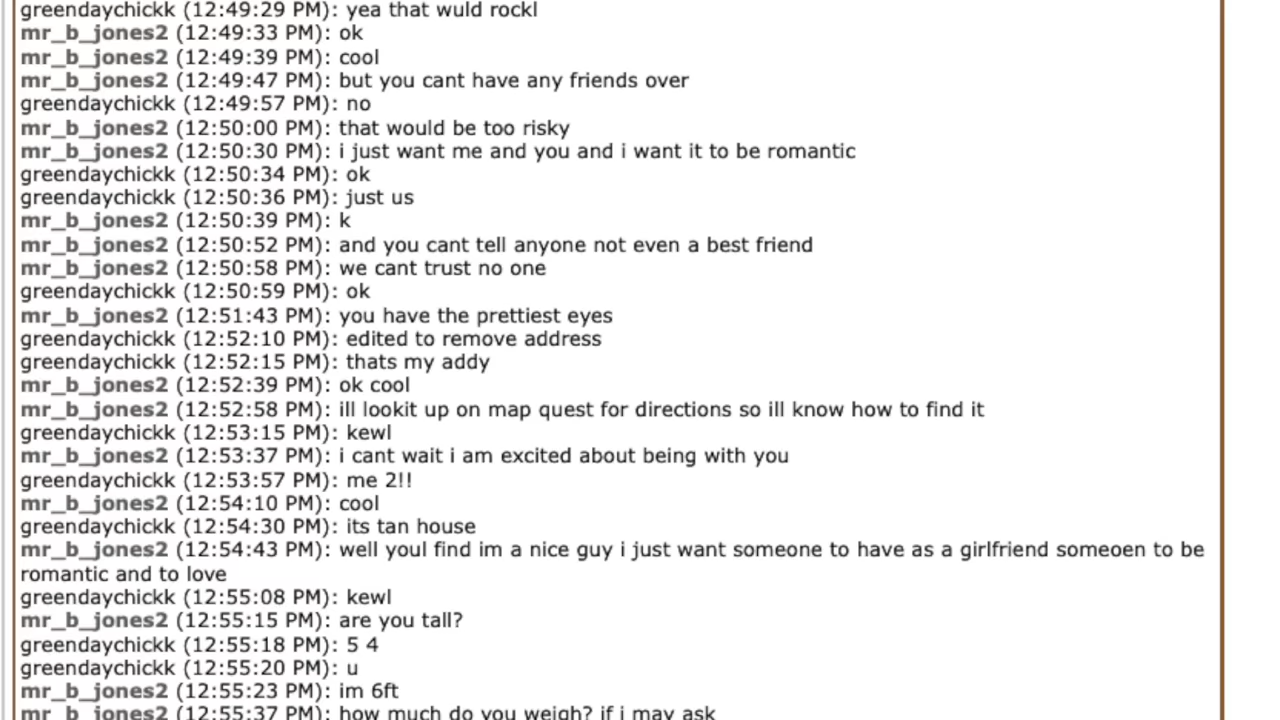 greendaychickk (12:49:29 PM): yea that wuld rockl
mr_b_jones2 (12:49:33 PM): ok
mr_b_jones2 (12:49:39 PM): cool
mr_b_jones2 (12:49:47 PM): but you cant have any friends over
greendaychickk (12:49:57 PM): no
mr_b_jones2 (12:50:00 PM): that would be too risky
mr_b_jones2 (12:50:30 PM): i just want me and you and i want it to be romantic
greendaychickk (12:50:34 PM): ok
greendaychickk (12:50:36 PM): just us
mr_b_jones2 (12:50:39 PM): k
mr_b_jones2 (12:50:52 PM): and you cant tell anyone not even a best friend
mr_b_jones2 (12:50:58 PM): we cant trust no one
greendaychickk (12:50:59 PM): ok
mr_b_jones2 (12:51:43 PM): you have the prettiest eyes
greendaychickk (12:52:10 PM): edited to remove address
greendaychickk (12:52:15 PM): thats my addy
mr_b_jones2 (12:52:39 PM): ok cool
mr_b_jones2 (12:52:58 PM): ill lookit up on map quest for directions so ill know how to find it
greendaychickk (12:53:15 PM): kewl
mr_b_jones2 (12:53:37 PM): i cant wait i am excited about being with you
greendaychickk (12:53:57 PM): me 2!!
mr_b_jones2 (12:54:10 PM): cool
greendaychickk (12:54:30 PM): its tan house
mr_b_jones2 (12:54:43 PM): well youl find im a nice guy i just want someone to have as a girlfriend someoen to be
romantic and to love
greendaychickk (12:55:08 PM): kewl
mr_b_jones2 (12:55:15 PM): are you tall?
greendaychickk (12:55:18 PM): 5 4
greendaychickk (12:55:20 PM): u
mr_b_jones2 (12:55:23 PM): im 6ft
mr_b_jones2 (12:55:37 PM): how much do you weigh? if i may ask